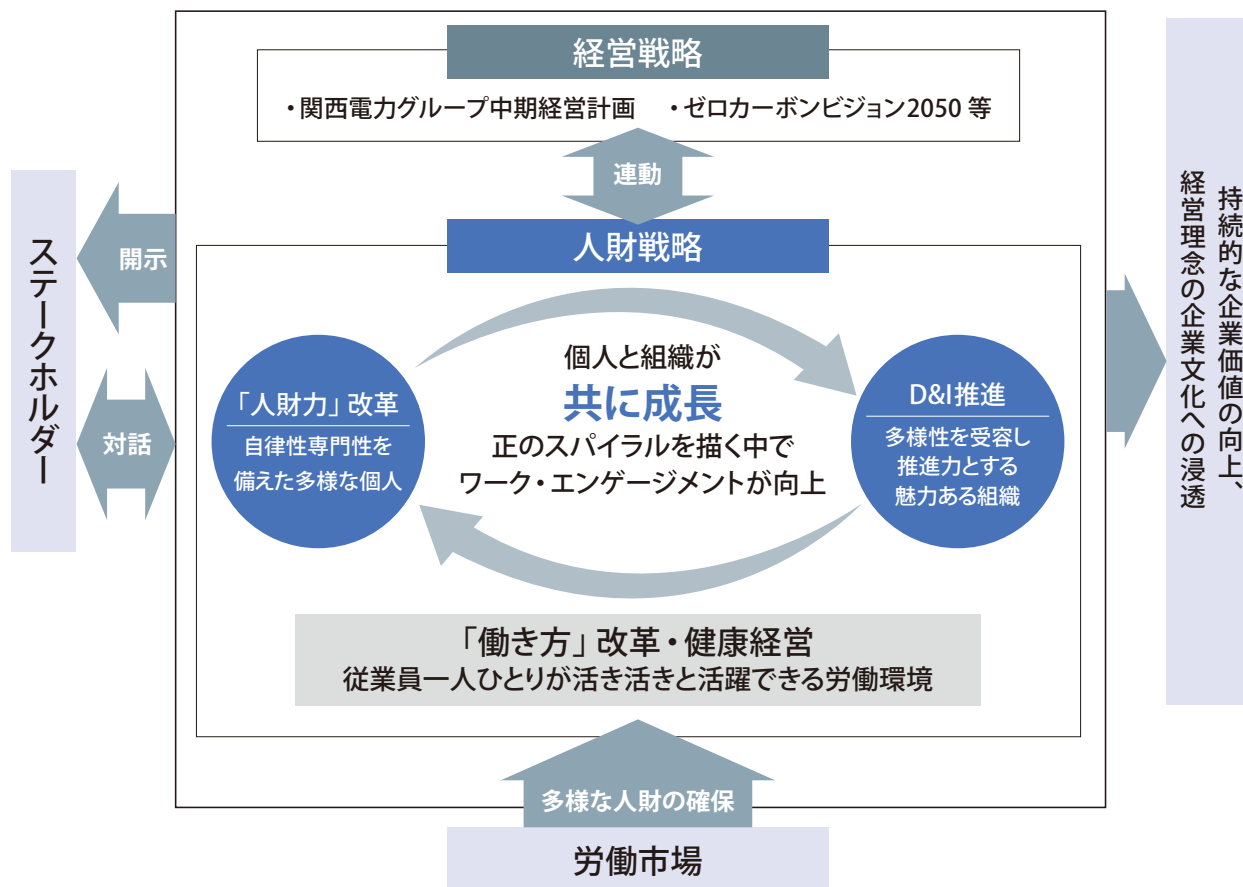 経営戦略
・関西電力グループ中期経営計画　・ゼロカーボンビジョン2050 等
連動
人財戦略
開示
対話
ステークホルダー
「人財力」改革
自律性専門性を
備えた多様な個人
個人と組織が
共に成長
正のスパイラルを描く中で
ワーク・エンゲージメントが向上
D&I推進
多様性を受容し
推進力とする
魅力ある組織
「働き方」改革・健康経営
従業員一人ひとりが活き活きと活躍できる労働環境
多様な人財の確保
労働市場
持続的な企業価値の向上、
経営理念の企業文化への浸透